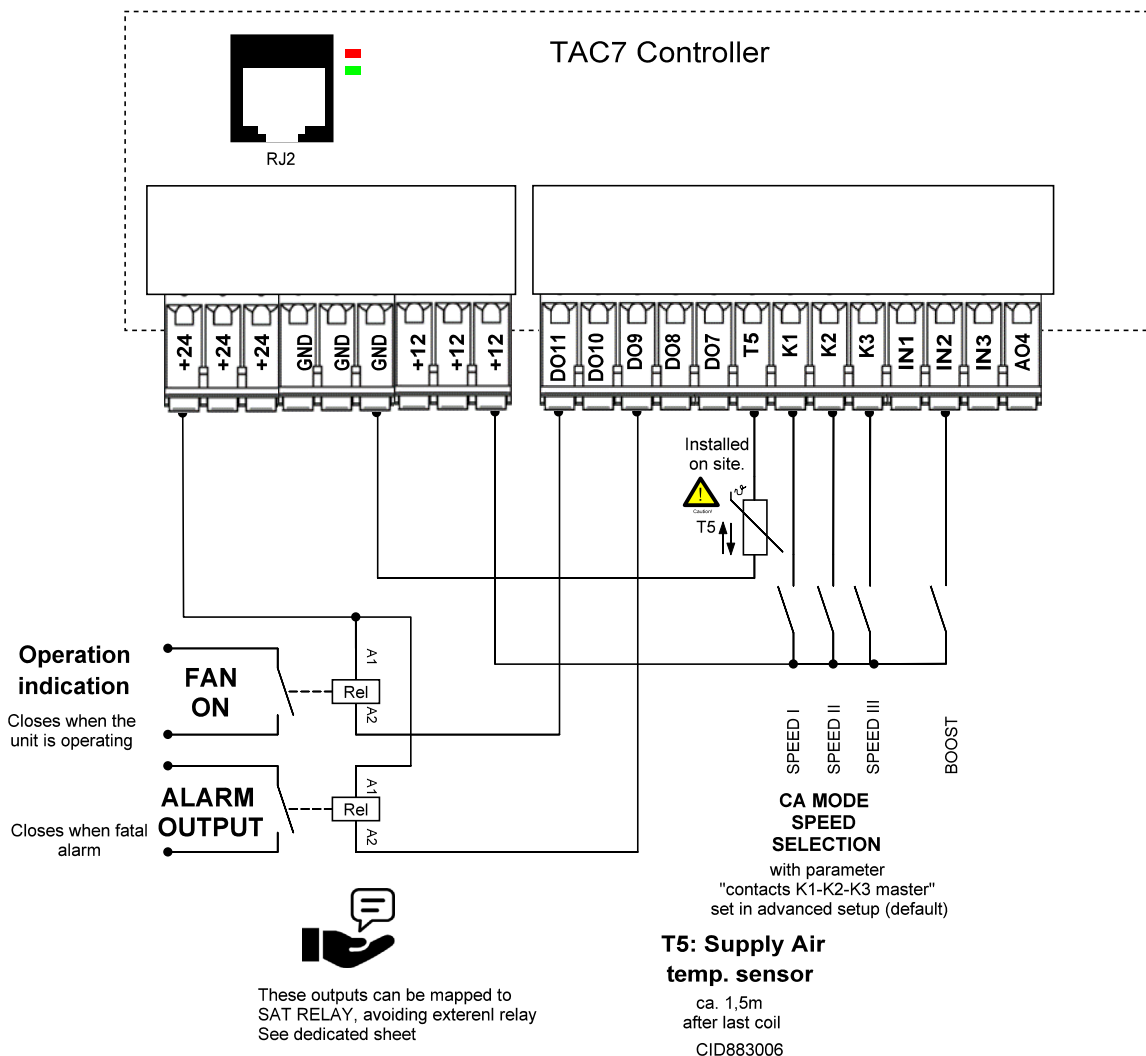 TAC7 Controller
RJ2
+24
+24
+24
GND
GND
GND
+12
+12
+12
DO11
DO10
DO9
DO8
DO7
T5
K1
K2
K3
IN1
IN2
IN3
AO4
Installed
on site.
Caution!
T5
Operation
indication
Closes when the
unit is operating
FAN
ON
A1
Rel
A2
ALARM
OUTPUT
Closes when fatal
alarm
A1
Rel
A2
SPEED I
SPEED II
SPEED III
BOOST
CA MODE
SPEED
SELECTION
with parameter
"contacts K1-K2-K3 master"
set in advanced setup (default)
T5: Supply Air
temp. sensor
ca. 1,5m
after last coil
CID883006
These outputs can be mapped to
SAT RELAY, avoiding exterenl relay
See dedicated sheet